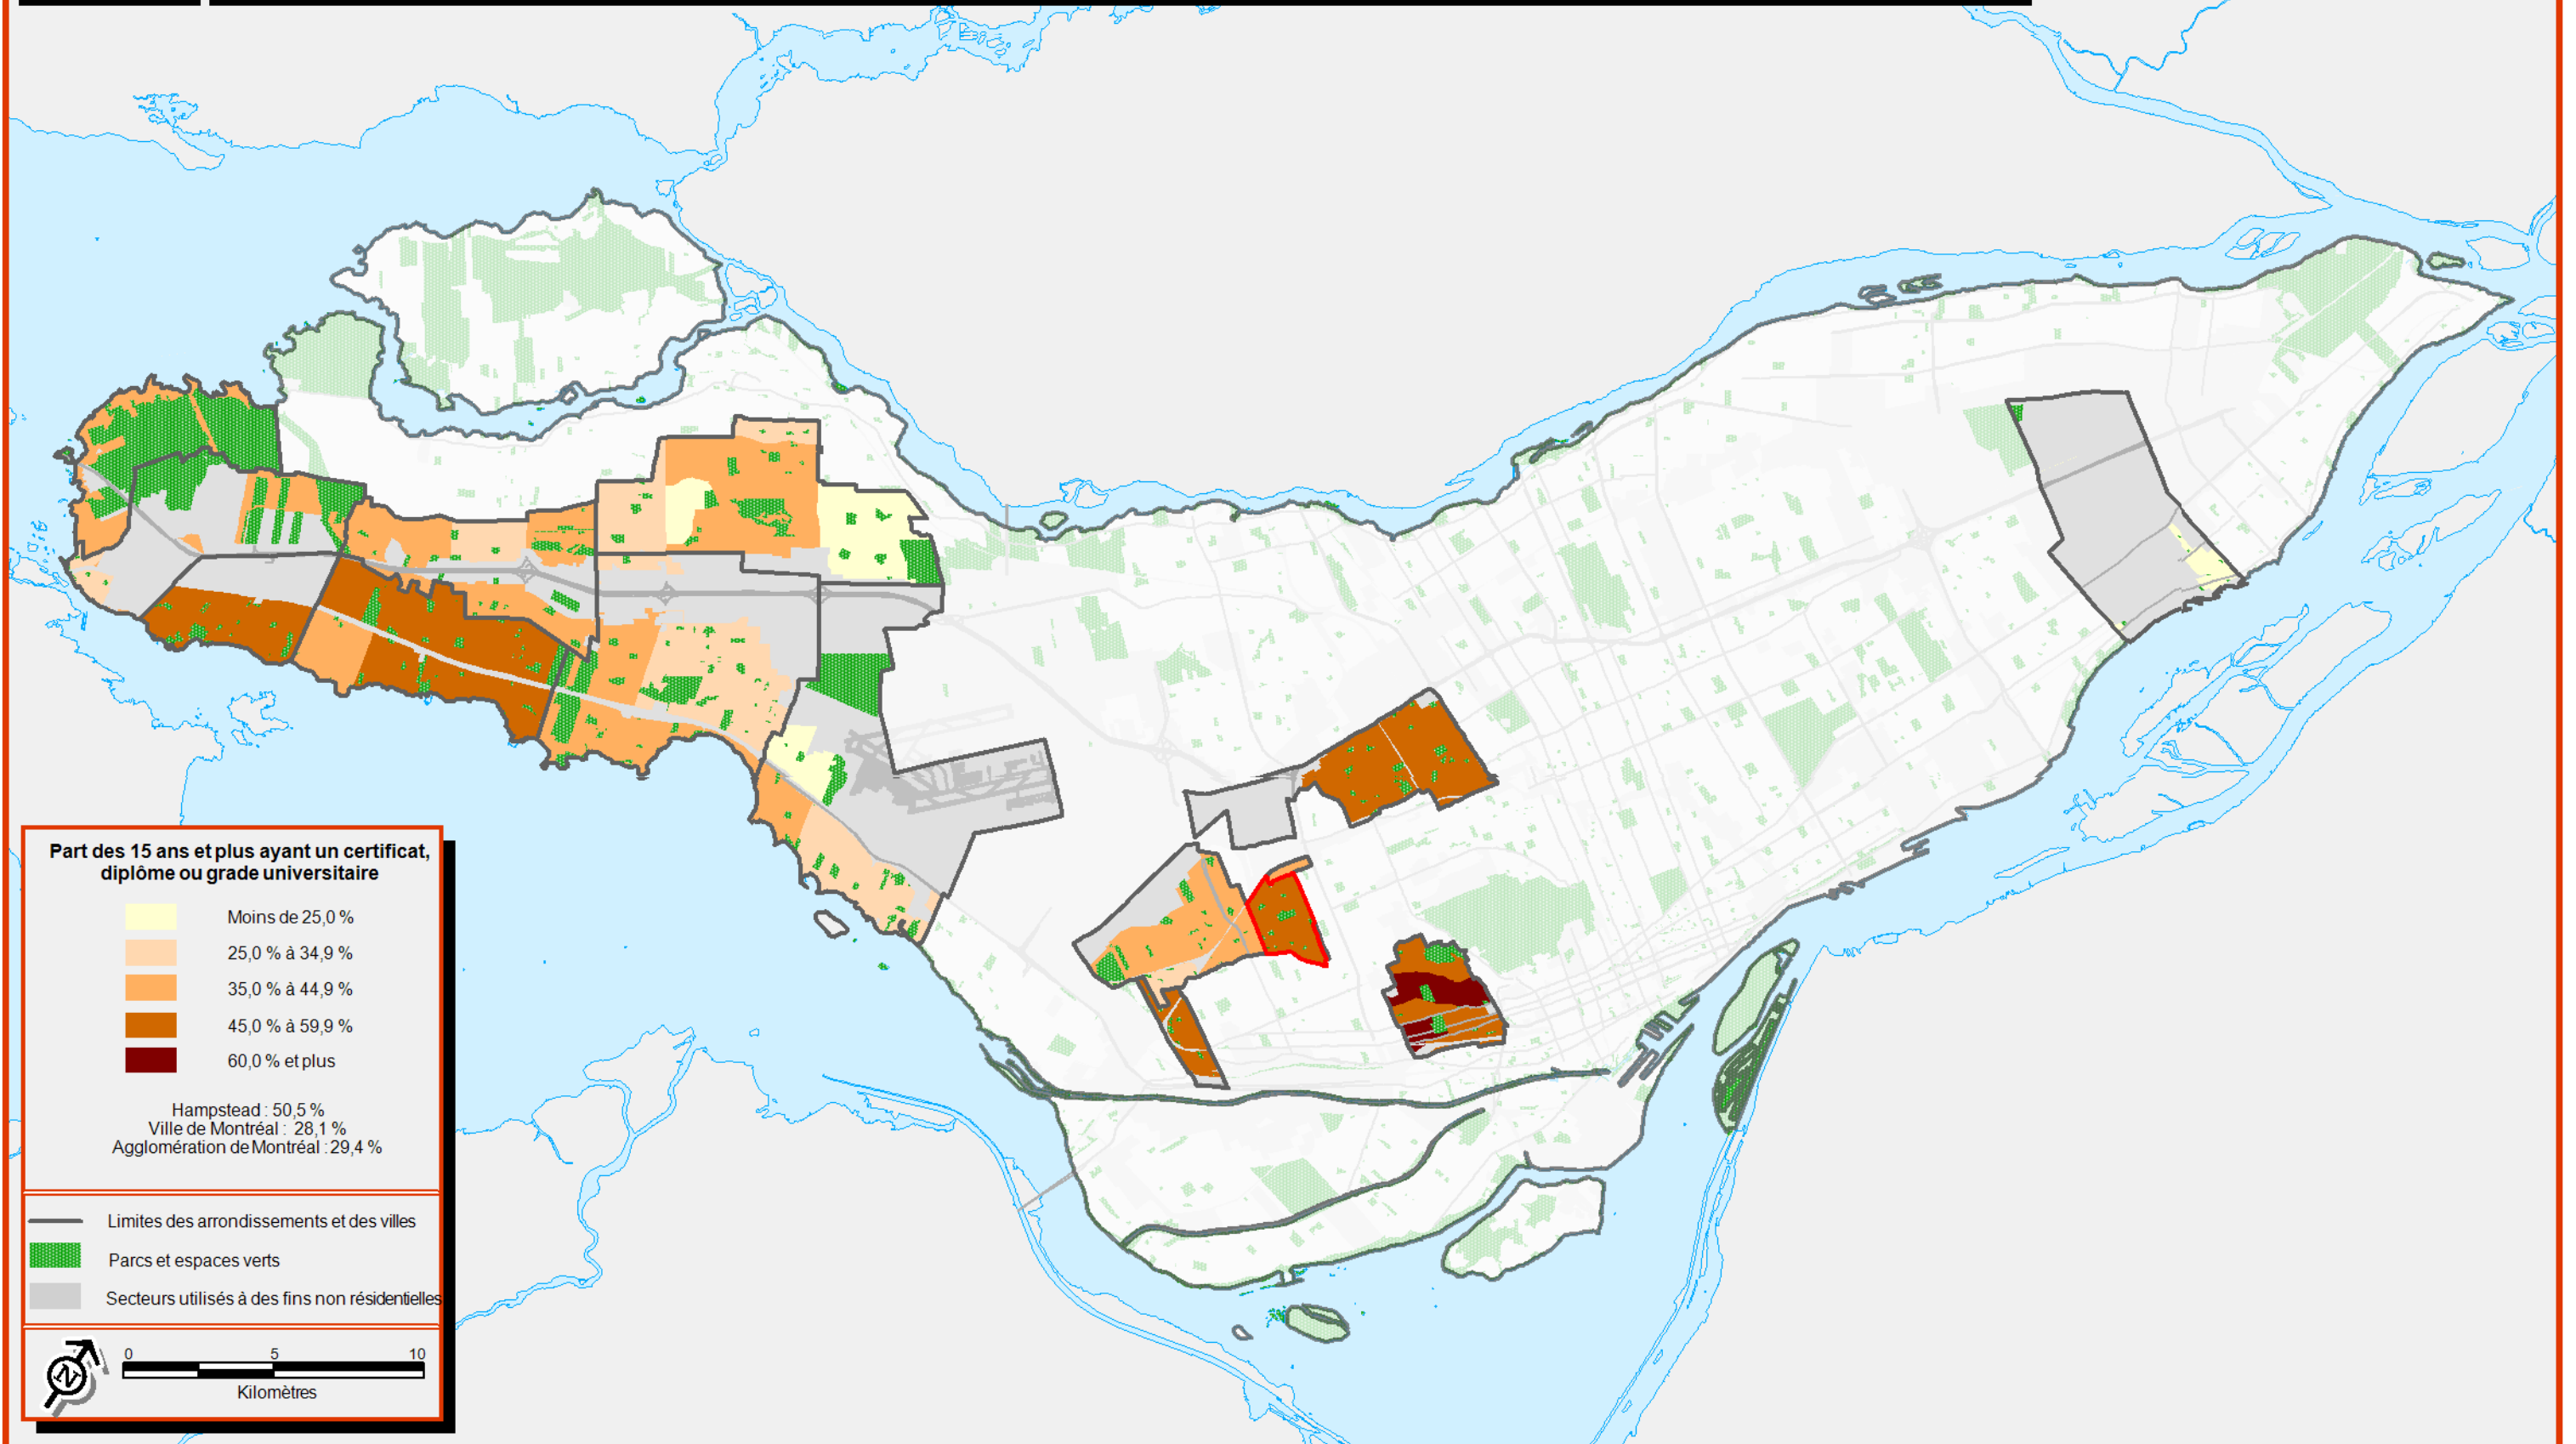 Part des 15 ans et plus ayant un certificat,
diplôme ou grade universitaire
Moins de 25,0 %
25,0 % à 34,9 %
35,0 % à 44,9 %
45,0 % à 59,9 %
60,0 % et plus
Hampstead : 50,5 %
Ville de Montréal : 28,1 %
Agglomération de Montréal : 29,4 %
Limites des arrondissements et des villes
Parcs et espaces verts
Secteurs utilisés à des fins non résidentielles
N
0 5 10
Kilomètres